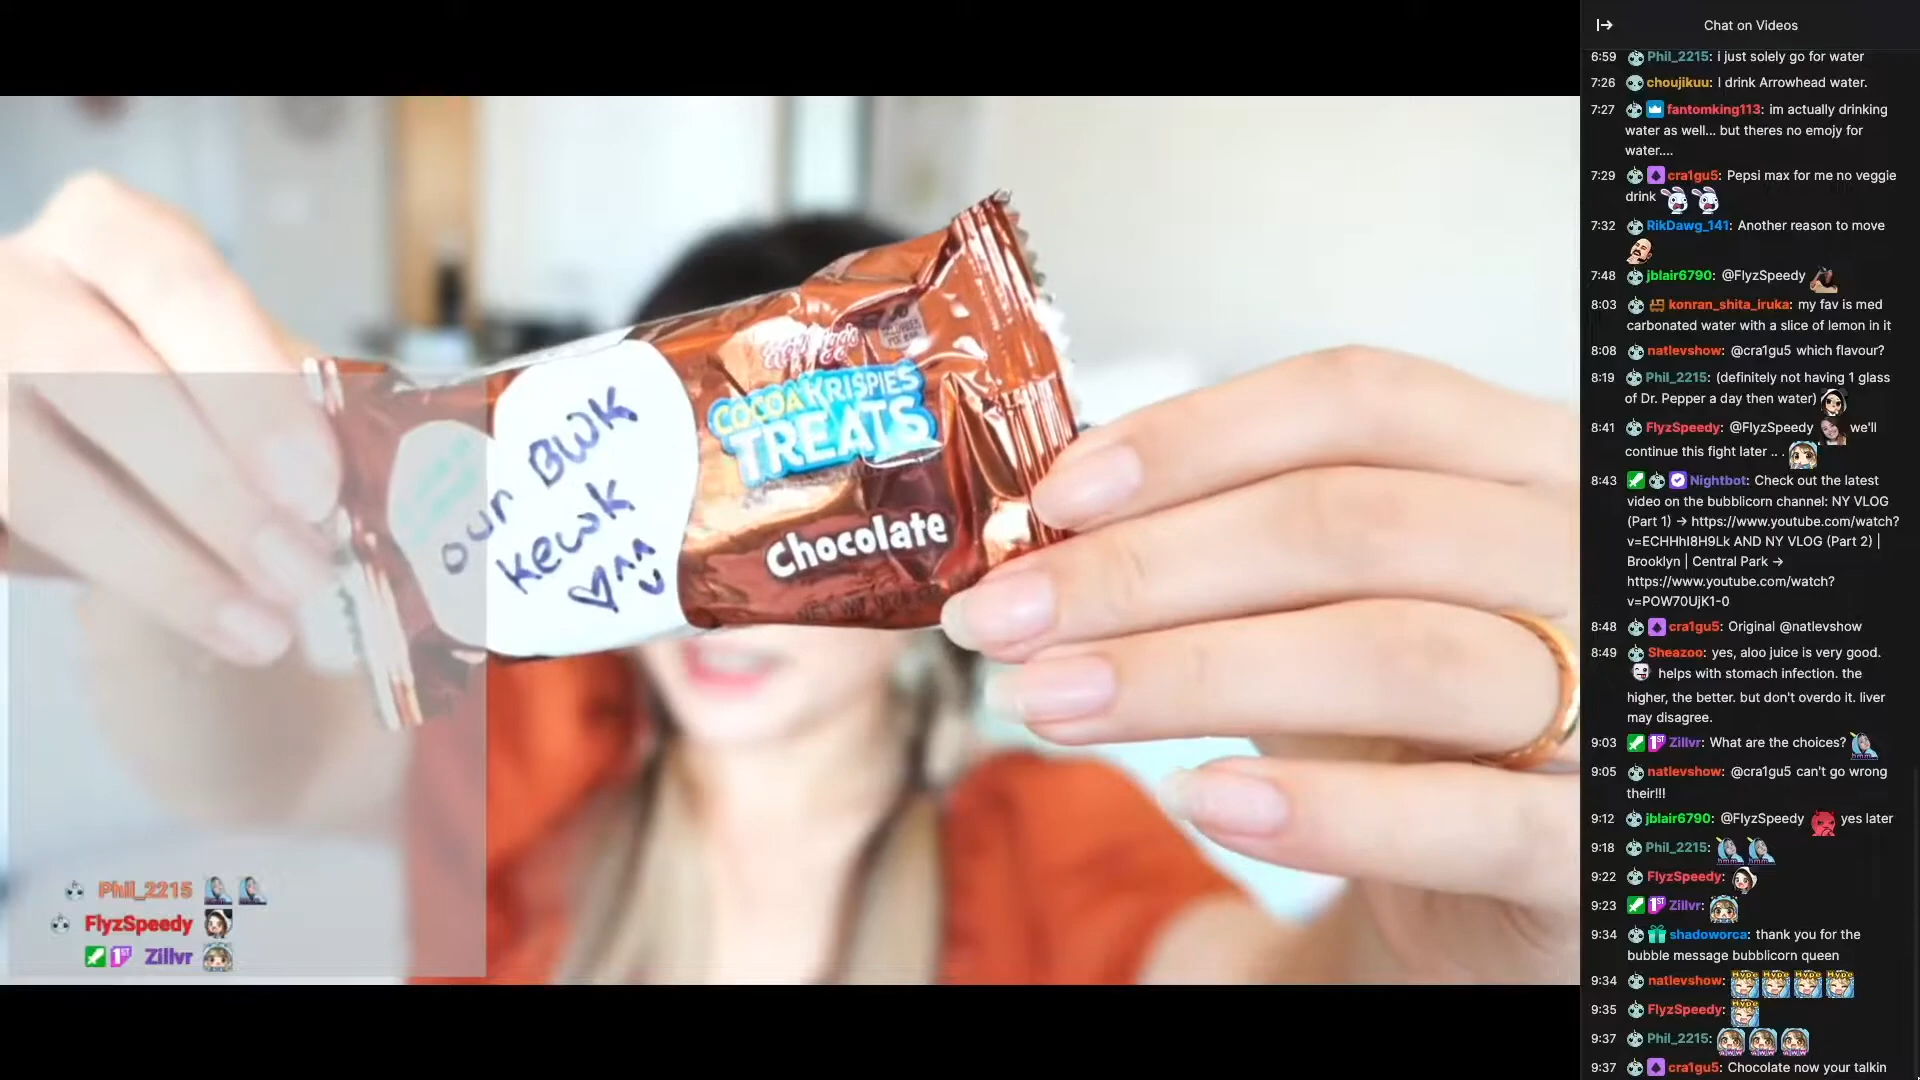 Kellogg's
COCOA KRISPIES
TREATS
Chocolate
our BWK
kewk
Phil_2215
FlyzSpeedy
1ST Zillvr
Chat on Videos
6:59 Phil_2215: i just solely go for water
7:26 choujikuu: I drink Arrowhead water.
7:27 fantomking113: im actually drinking
water as well... but theres no emojy for
water....
7:29 cra1gu5: Pepsi max for me no veggie
drink
7:32 RikDawg_141: Another reason to move
7:48 jblair6790: @FlyzSpeedy
8:03 konran_shita_iruka: my fav is med
carbonated water with a slice of lemon in it
8:08 natlevshow: @cra1gu5 which flavour?
8:19 Phil_2215: (definitely not having 1 glass
of Dr. Pepper a day then water)
8:41 FlyzSpeedy: @FlyzSpeedy we'll
continue this fight later .. .
8:43 Nightbot: Check out the latest
video on the bubblicorn channel: NY VLOG
(Part 1) → https://www.youtube.com/watch?
v=ECHHhI8H9Lk AND NY VLOG (Part 2) |
Brooklyn | Central Park →
https://www.youtube.com/watch?
v=POW70UjK1-0
8:48 cra1gu5: Original @natlevshow
8:49 Sheazoo: yes, aloo juice is very good.
helps with stomach infection. the
higher, the better. but don't overdo it. liver
may disagree.
9:03 1ST Zillvr: What are the choices?
9:05 natlevshow: @cra1gu5 can't go wrong
their!!!
9:12 jblair6790: @FlyzSpeedy yes later
9:18 Phil_2215:
9:22 FlyzSpeedy:
9:23 1ST Zillvr:
9:34 shadoworca: thank you for the
bubble message bubblicorn queen
9:34 natlevshow: Hype Hype Hype Hype
9:35 FlyzSpeedy: Hype
9:37 Phil_2215:
9:37 cra1gu5: Chocolate now your talkin